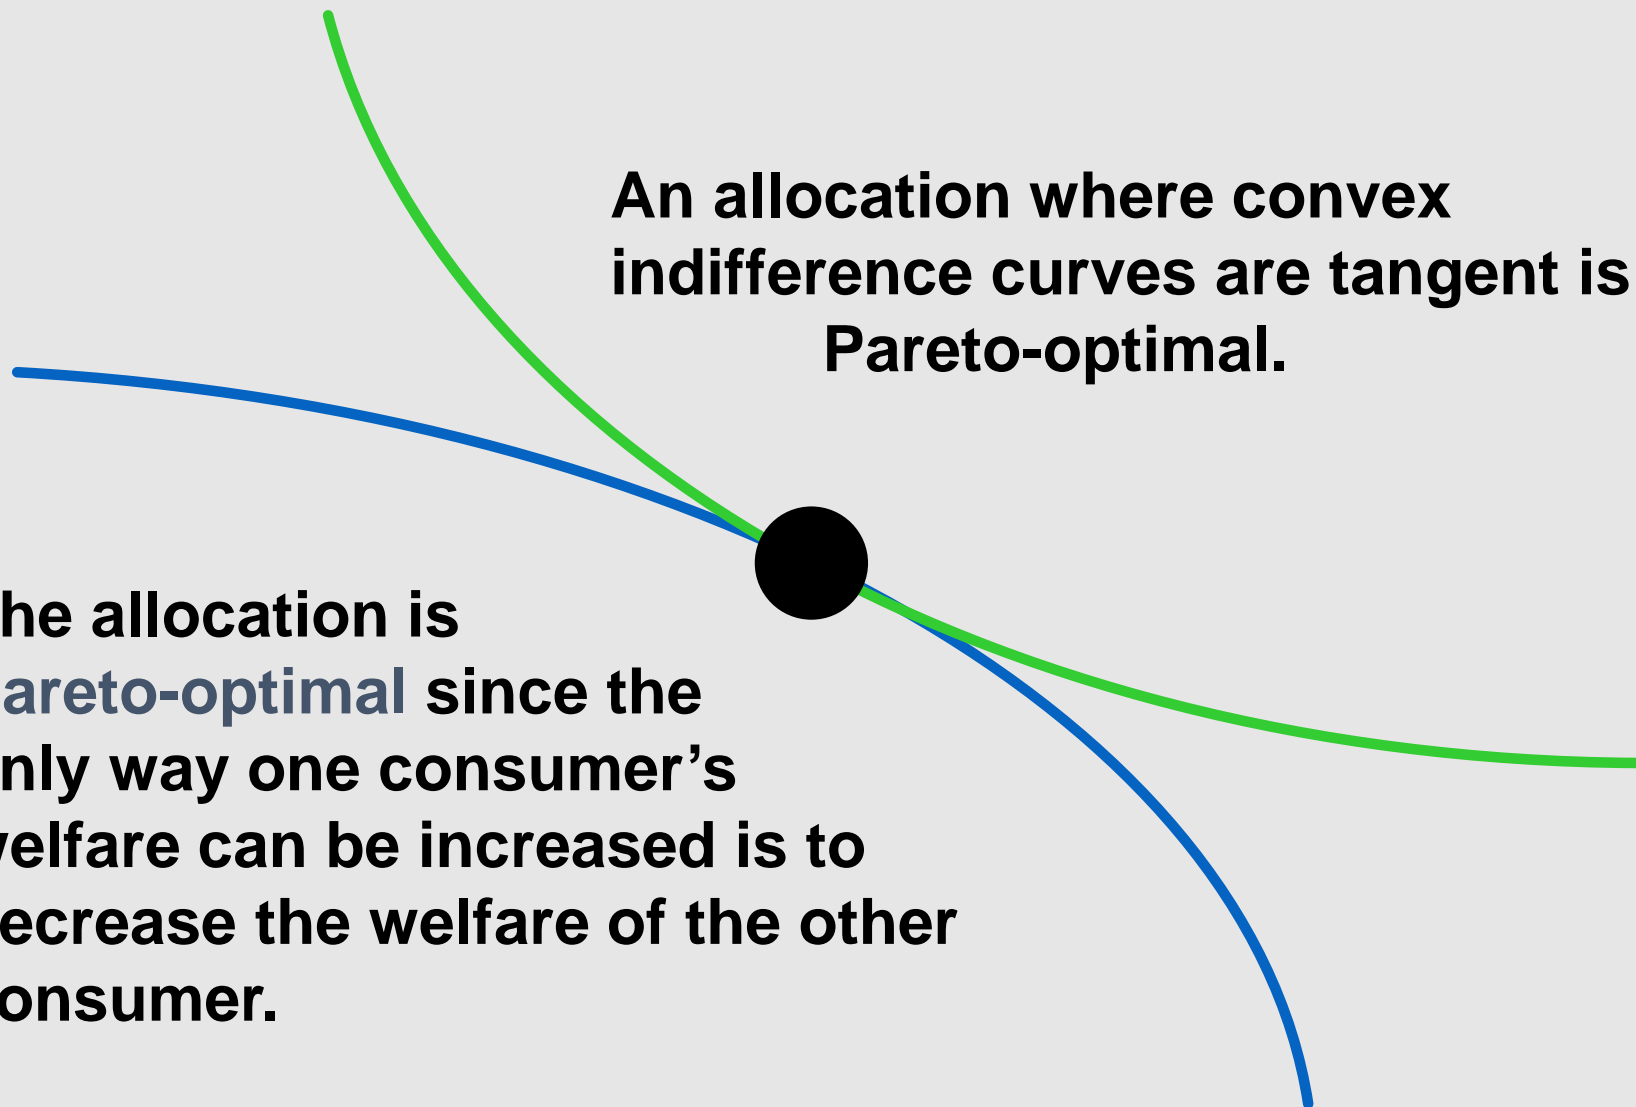 An allocation where convex
indifference curves are tangent is
Pareto-optimal.
he allocation is
areto-optimal since the
nly way one consumer’s
welfare can be increased is to
ecrease the welfare of the other
onsumer.